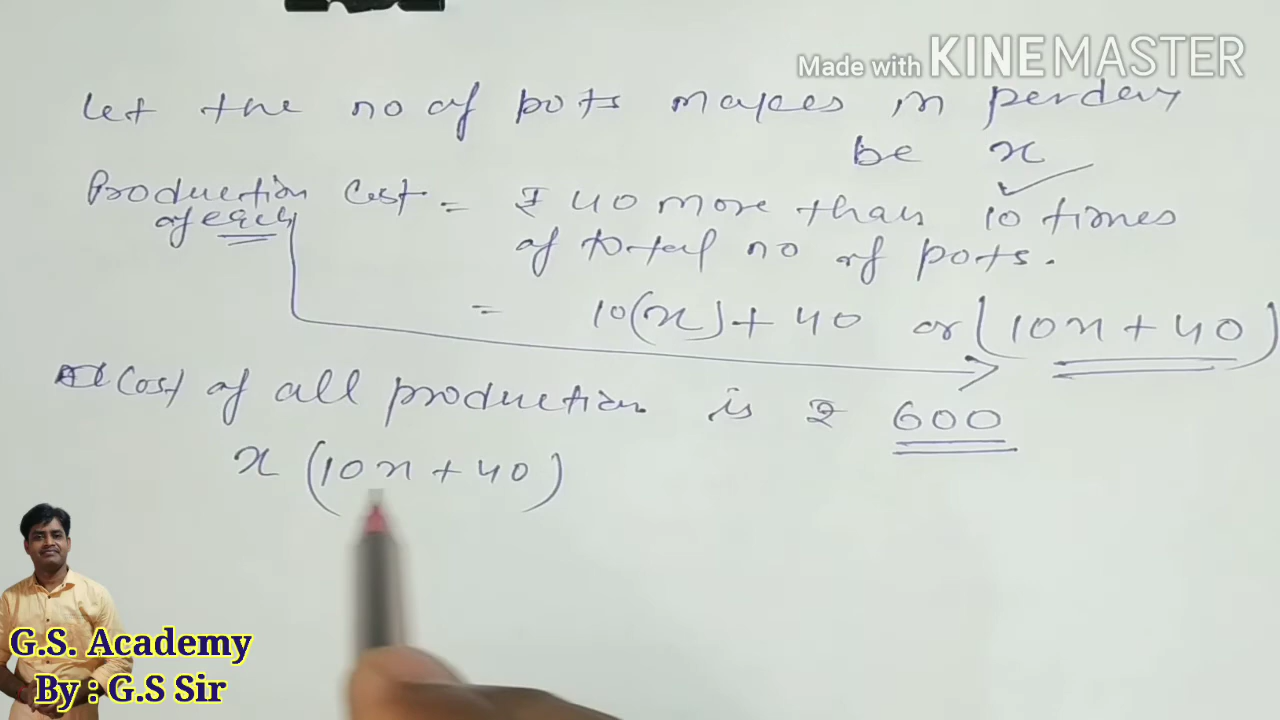 Made with KINEMASTER
Let the no of pots makes in perday
be x
Production Cost = ₹ 40 more than 10 times
of each
of total no of pots.
= 10(x) + 40 or (10x + 40)
Cost of all production is ₹ 600
x (10x + 40)
G.S. Academy
By : G.S Sir